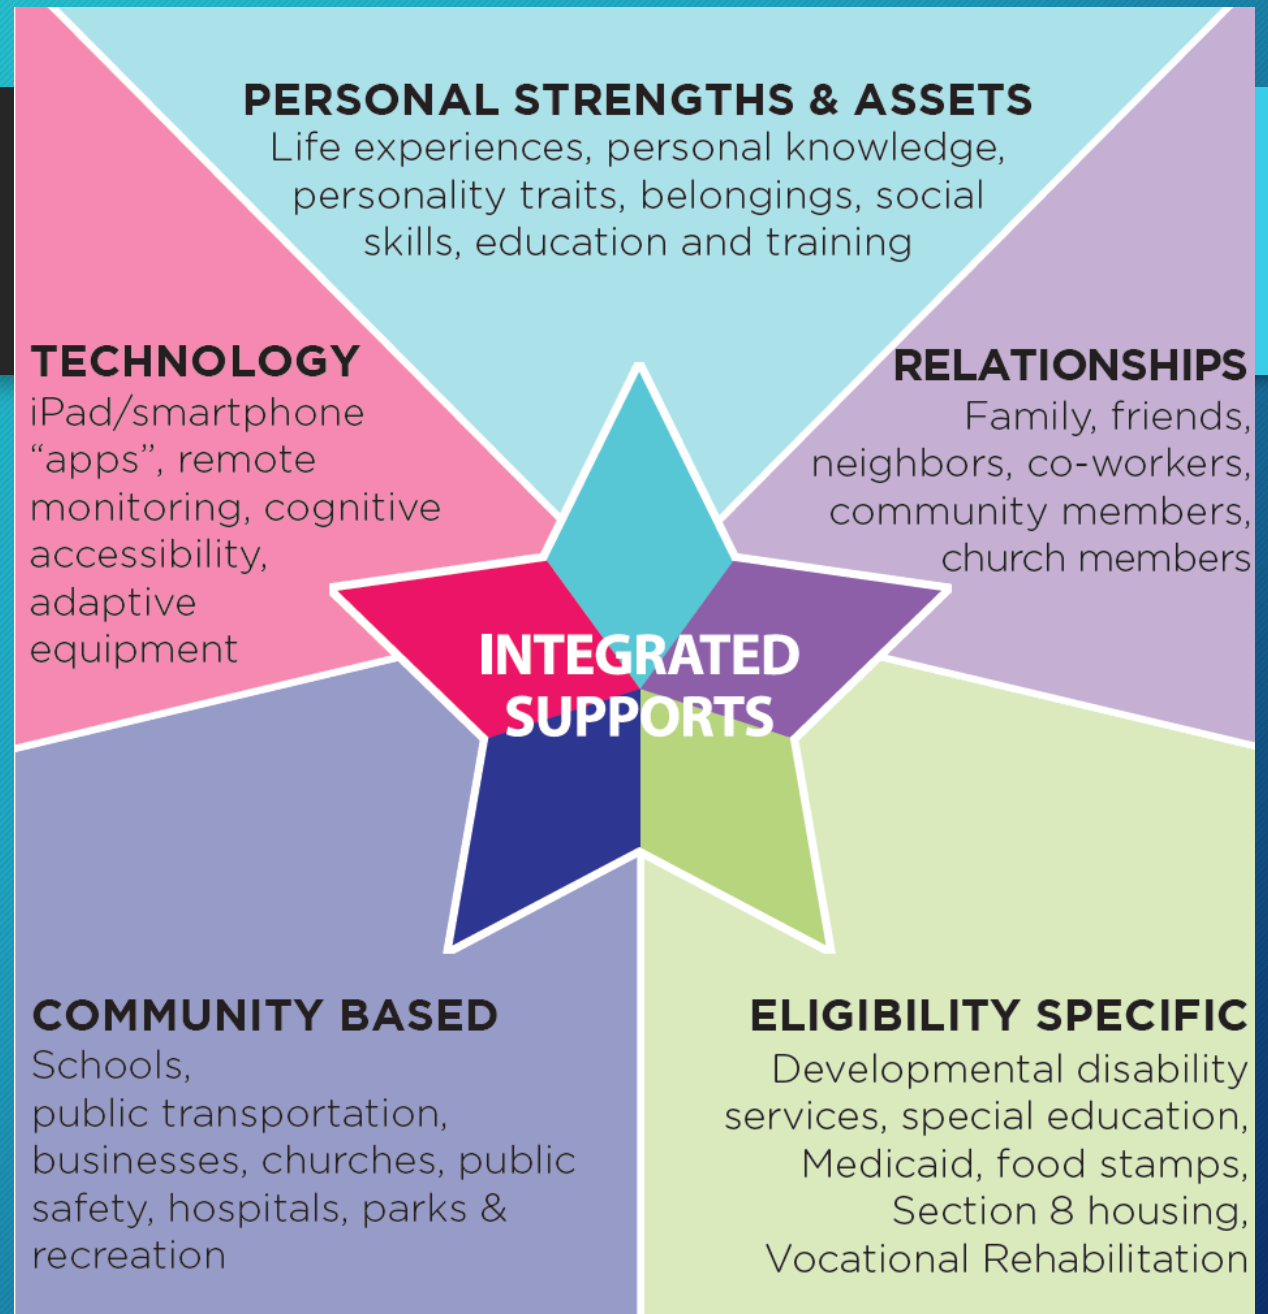 PERSONAL STRENGTHS & ASSETS
Life experiences, personal knowledge,
personality traits, belongings, social
skills, education and training
TECHNOLOGY
iPad/smartphone
“apps”, remote
monitoring, cognitive
accessibility,
adaptive
equipment
RELATIONSHIPS
Family, friends,
neighbors, co-workers,
community members,
church members
INTEGRATED
SUPPORTS
COMMUNITY BASED
Schools,
public transportation,
businesses, churches, public
safety, hospitals, parks &
recreation
ELIGIBILITY SPECIFIC
Developmental disability
services, special education,
Medicaid, food stamps,
Section 8 housing,
Vocational Rehabilitation